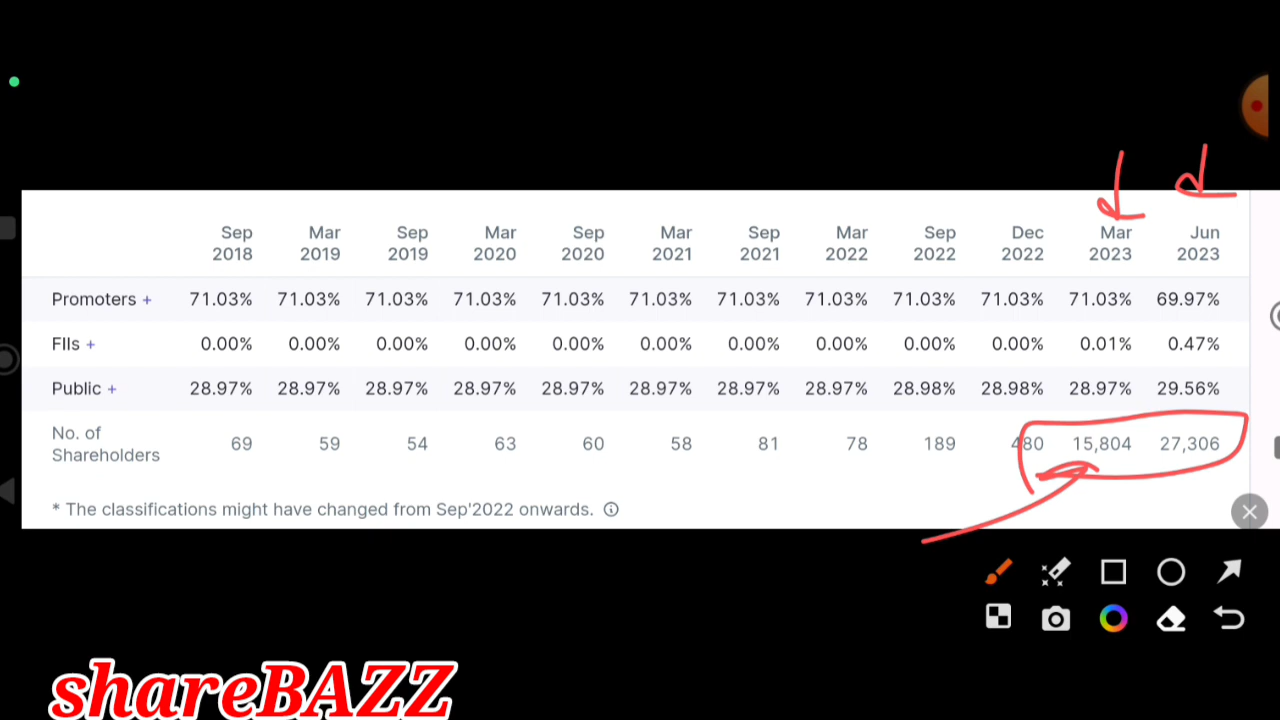 Sep 2018 Mar 2019 Sep 2019 Mar 2020 Sep 2020 Mar 2021 Sep 2021 Mar 2022 Sep 2022 Dec 2022 Mar 2023 Jun 2023
Promoters + 71.03% 71.03% 71.03% 71.03% 71.03% 71.03% 71.03% 71.03% 71.03% 71.03% 71.03% 69.97%
FIIs + 0.00% 0.00% 0.00% 0.00% 0.00% 0.00% 0.00% 0.00% 0.00% 0.00% 0.01% 0.47%
Public + 28.97% 28.97% 28.97% 28.97% 28.97% 28.97% 28.97% 28.97% 28.98% 28.98% 28.97% 29.56%
No. of Shareholders 69 59 54 63 60 58 81 78 189 480 15,804 27,306
* The classifications might have changed from Sep'2022 onwards.
shareBAZZ